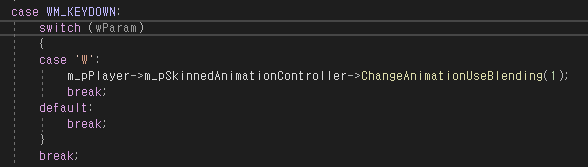 case WM_KEYDOWN:
switch (wParam)
{
case 'W':
m_pPlayer->m_pSkinnedAnimationController->ChangeAnimationUseBlending(1);
break;
default:
break;
}
break;